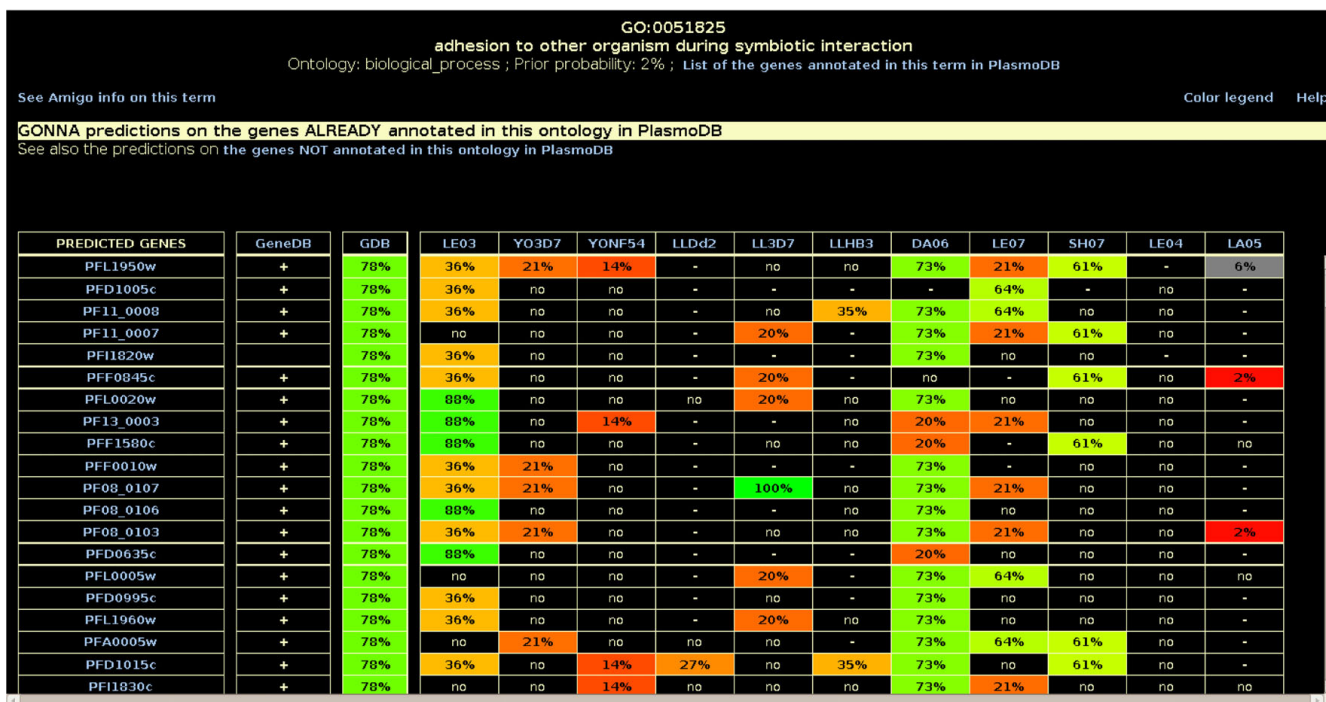 GO:0051825
adhesion to other organism during symbiotic interaction
Ontology: biological_process ; Prior probability: 2% ; List of the genes annotated in this term in PlasmoDB
See Amigo info on this term Color legend Help
GONNA predictions on the genes ALREADY annotated in this ontology in PlasmoDB
See also the predictions on the genes NOT annotated in this ontology in PlasmoDB
PREDICTED GENES GeneDB GDB LE03 YO3D7 YONF54 LLDd2 LL3D7 LLHB3 DA06 LE07 SH07 LE04 LA05
PFL1950w + 78% 36% 21% 14% - no no 73% 21% 61% - 6%
PFD1005c + 78% 36% no no - - - - 64% - no -
PF11_0008 + 78% 36% no no - no 35% 73% 64% no no -
PF11_0007 + 78% no no no - 20% - 73% 21% 61% no -
PFI1820w 78% 36% no no - - - 73% no no - -
PFF0845c + 78% 36% no no - 20% - no - 61% no 2%
PFL0020w + 78% 88% no no no 20% no 73% no no no -
PF13_0003 + 78% 88% no 14% - - no 20% 21% no no -
PFF1580c + 78% 88% no no - no no 20% - 61% no no
PFF0010w + 78% 36% 21% no - - - 73% - no no -
PF08_0107 + 78% 36% 21% no - 100% no 73% 21% no no -
PF08_0106 + 78% 88% no no - - no 73% no no no -
PF08_0103 + 78% 36% 21% no - no no 73% 21% no no 2%
PFD0635c + 78% 88% no no - - - 20% no no no -
PFL0005w + 78% no no no - 20% - 73% 64% no no no
PFD0995c + 78% 36% no no - no - 73% no no no -
PFL1960w + 78% 36% no no - 20% no 73% no no no -
PFA0005w + 78% no 21% no no no - 73% 64% 61% no -
PFD1015c + 78% 36% no 14% 27% no 35% 73% no 61% no -
PFI1830c + 78% no no 14% no no no 73% 21% no no no